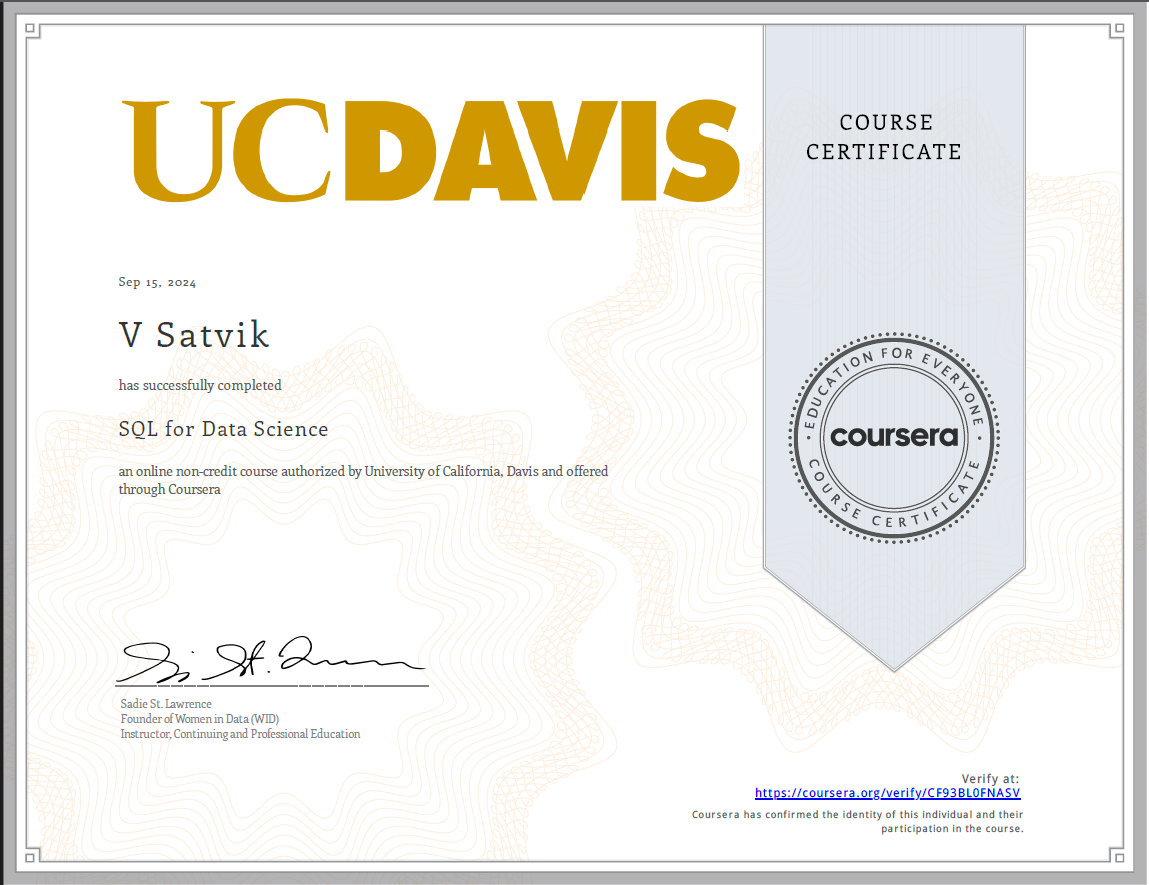 UCDAVIS
COURSE
CERTIFICATE
Sep 15, 2024
V Satvik
has successfully completed
SQL for Data Science
an online non-credit course authorized by University of California, Davis and offered
through Coursera
EDUCATION FOR EVERYONE
coursera
COURSE CERTIFICATE
Sadie St. Lawrence
Founder of Women in Data (WID)
Instructor, Continuing and Professional Education
Verify at:
https://coursera.org/verify/CF93BL0FNASV
Coursera has confirmed the identity of this individual and their
participation in the course.